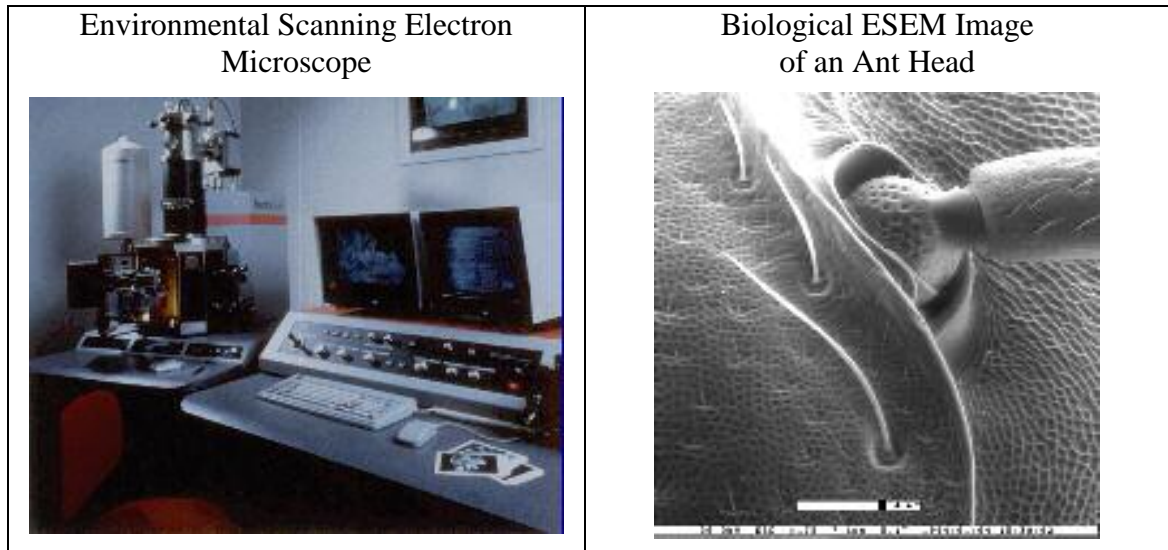 Environmental Scanning Electron
Microscope
Biological ESEM Image
of an Ant Head